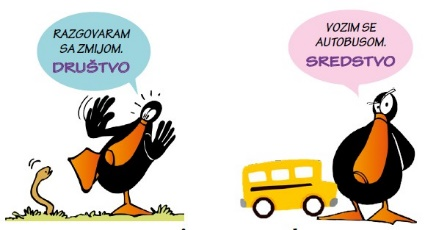 RAZGOVARAM
SA ZMIJOM.
DRUŠTVO
VOZIM SE
AUTOBUSOM.
SREDSTVO